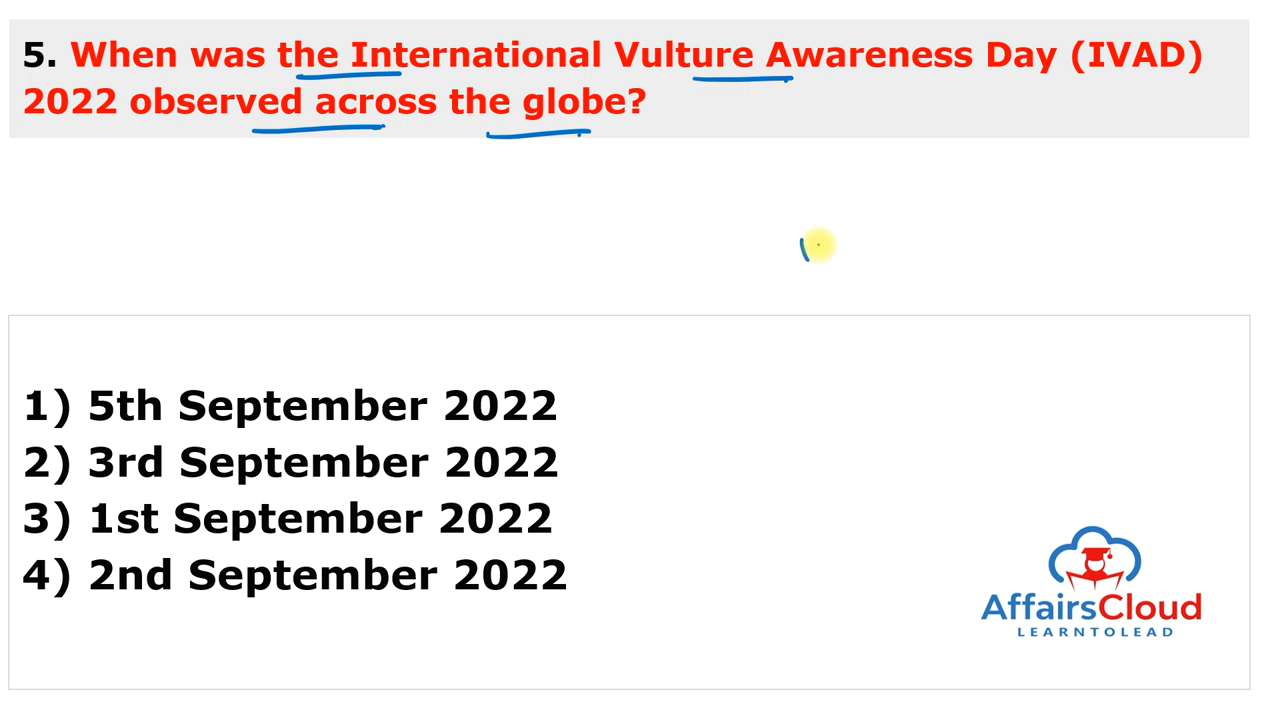 5. When was the International Vulture Awareness Day (IVAD)
2022 observed across the globe?
1) 5th September 2022
2) 3rd September 2022
3) 1st September 2022
4) 2nd September 2022
AffairsCloud
LEARNTOLEAD